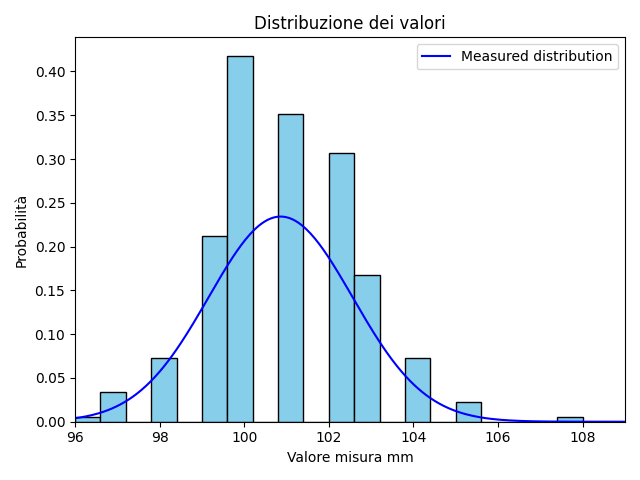 Distribuzione dei valori
Measured distribution
Probabilità
0.40
0.35
0.30
0.25
0.20
0.15
0.10
0.05
0.00
96 98 100 102 104 106 108
Valore misura mm